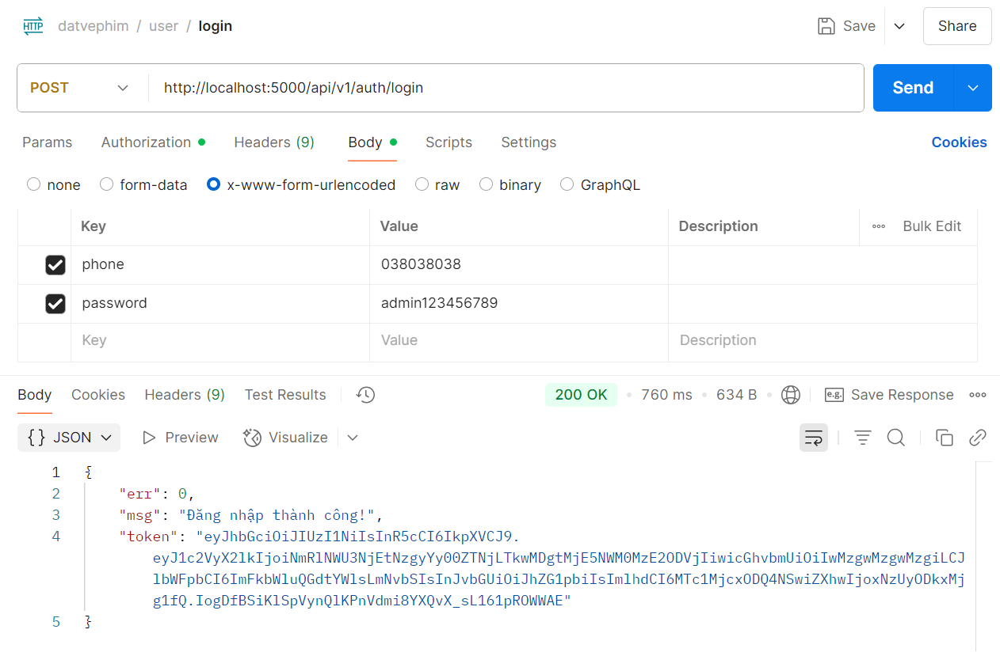 HTTP datvephim / user / login Save Share
POST http://localhost:5000/api/v1/auth/login Send
Params Authorization Headers (9) Body Scripts Settings Cookies
none form-data x-www-form-urlencoded raw binary GraphQL
Key Value Description Bulk Edit
phone 038038038
password admin123456789
Key Value Description
Body Cookies Headers (9) Test Results 200 OK 760 ms 634 B e.g. Save Response
{} JSON Preview Visualize
1 {
2 "err": 0,
3 "msg": "Đăng nhập thành công!",
4 "token": "eyJhbGciOiJIUzI1NiIsInR5cCI6IkpXVCJ9.
eyJ1c2VyX2lkIjoiNmRlNWU3NjEtNzgyYy00ZTNjLTkwMDgtMjE5NWM0MzE2ODVjIiwicGhvbmUiOiIwMzgwMzgwMzgiLCJ
lbWFpbCI6ImFkbWluQGdtYWlsLmNvbSIsInJvbGUiOiJhZG1pbiIsImlhdCI6MTc1MjcxODQ4NSwiZXhwIjoxNzUyODkxMj
g1fQ.IogDfBSiKlSpVynQlKPnVdmi8YXQvX_sL161pROWWAE"
5 }